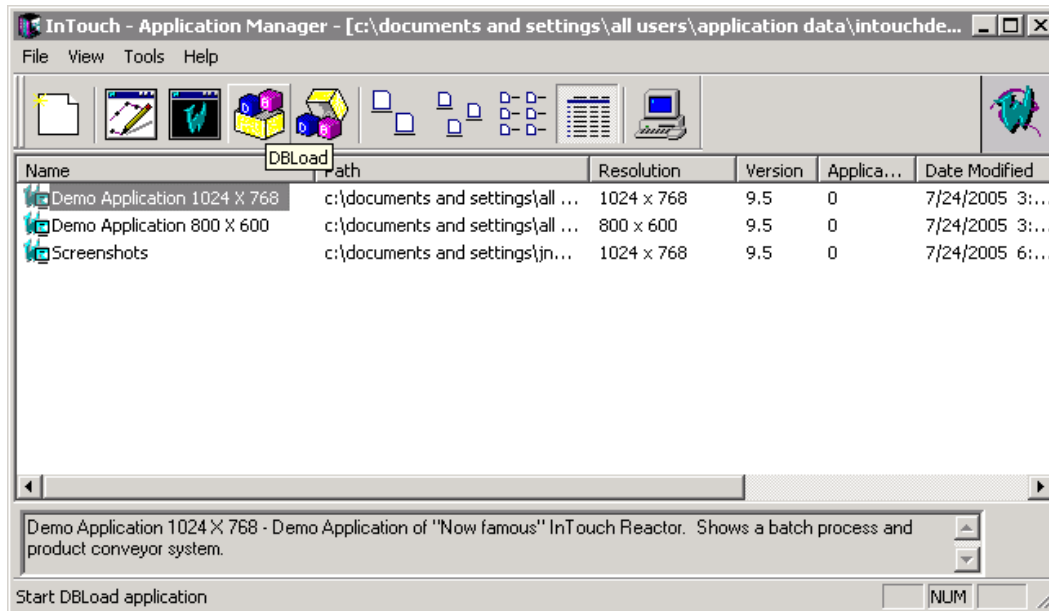 InTouch - Application Manager - [c:\documents and settings\all users\application data\intouchde...
File View Tools Help
DBLoad
Name Path Resolution Version Applica... Date Modified
Demo Application 1024 X 768 c:\documents and settings\all ... 1024 x 768 9.5 0 7/24/2005 3:...
Demo Application 800 X 600 c:\documents and settings\all ... 800 x 600 9.5 0 7/24/2005 3:...
Screenshots c:\documents and settings\jn... 1024 x 768 9.5 0 7/24/2005 6:...
Demo Application 1024 X 768 - Demo Application of "Now famous" InTouch Reactor. Shows a batch process and
product conveyor system.
Start DBLoad application NUM